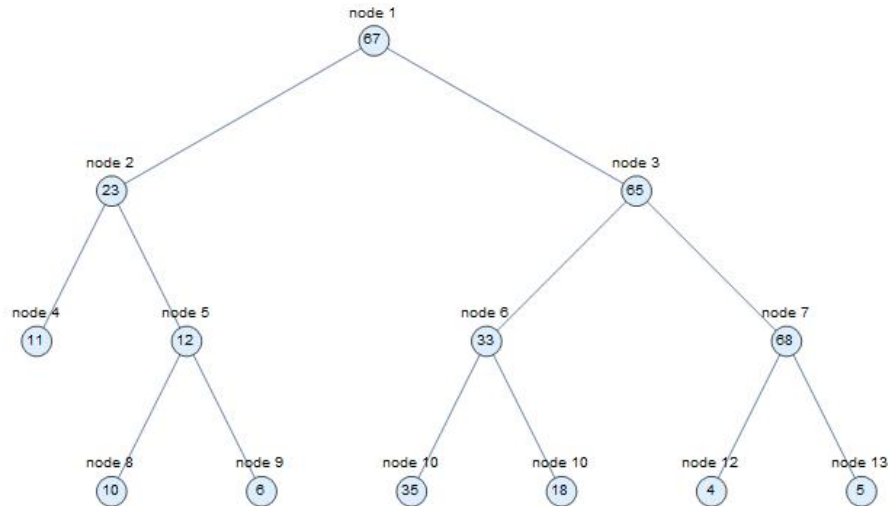 node 1
67
node 2
node 3
23
65
node 4
node 5
node 6
node 7
11
12
33
68
node 8
node 9
node 10
node 10
node 12
node 13
10
6
35
18
4
5